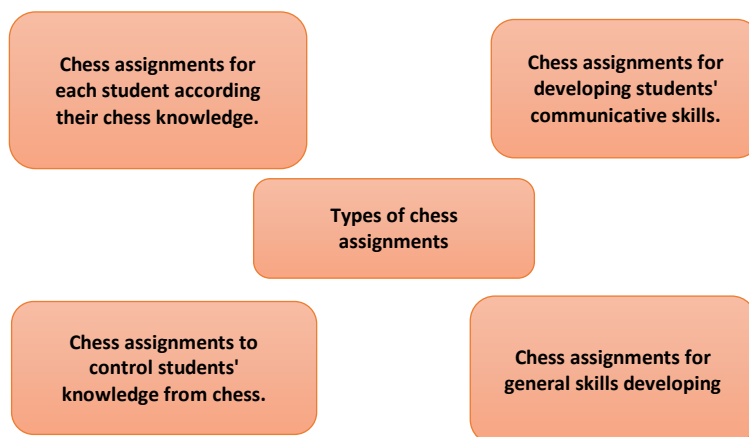 Chess assignments for
each student according
their chess knowledge.
Chess assignments for
developing students'
communicative skills.
Types of chess
assignments
Chess assignments to
control students'
knowledge from chess.
Chess assignments for
general skills developing